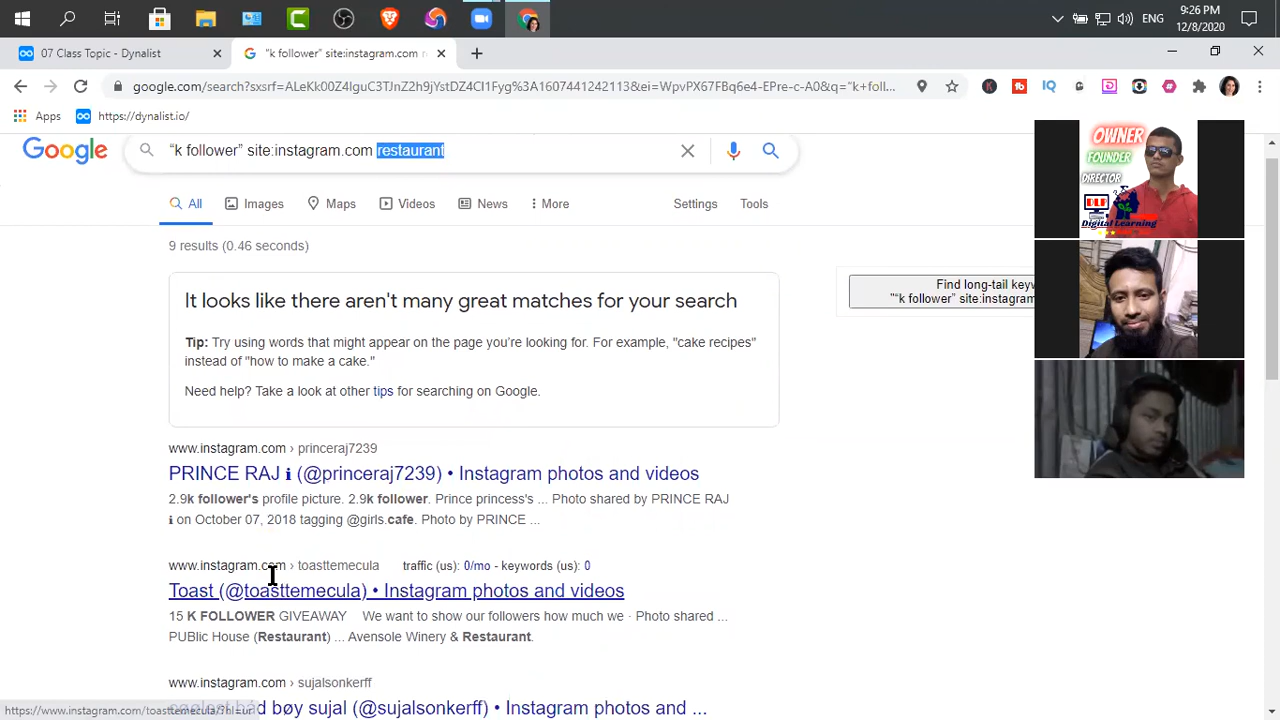 9:26 PM
ENG
12/8/2020
07 Class Topic - Dynalist
"k follower" site:instagram.com r
google.com/search?sxsrf=ALeKk00Z4lpuC3TJnZ2h9jYstDZ4CI1Fyg%3A1607441242113&ei=WpvPX67FBq6e4-EPre-c-A0&q="k+foll...
Apps
https://dynalist.io/
Google
“k follower” site:instagram.com restaurant
All
Images
Maps
Videos
News
More
Settings
Tools
9 results (0.46 seconds)
It looks like there aren't many great matches for your search
Tip: Try using words that might appear on the page you're looking for. For example, "cake recipes"
instead of "how to make a cake."
Need help? Take a look at other tips for searching on Google.
Find long-tail keyw
"“k follower” site:instagram
www.instagram.com › princeraj7239
PRINCE RAJ ℹ (@princeraj7239) • Instagram photos and videos
2.9k follower's profile picture. 2.9k follower. Prince princess's ... Photo shared by PRINCE RAJ
ℹ on October 07, 2018 tagging @girls.cafe. Photo by PRINCE ...
www.instagram.com › toasttemecula traffic (us): 0/mo - keywords (us): 0
Toast (@toasttemecula) • Instagram photos and videos
15 K FOLLOWER GIVEAWAY We want to show our followers how much we · Photo shared ...
PUBlic House (Restaurant) ... Avensole Winery & Restaurant.
www.instagram.com › sujalsonkerff
bøy sujal (@sujalsonkerff) • Instagram photos and ...
https://www.instagram.com/toasttemecula/?hl=ur
OWNER
FOUNDER
DIRECTOR
DLP
Digital Learning